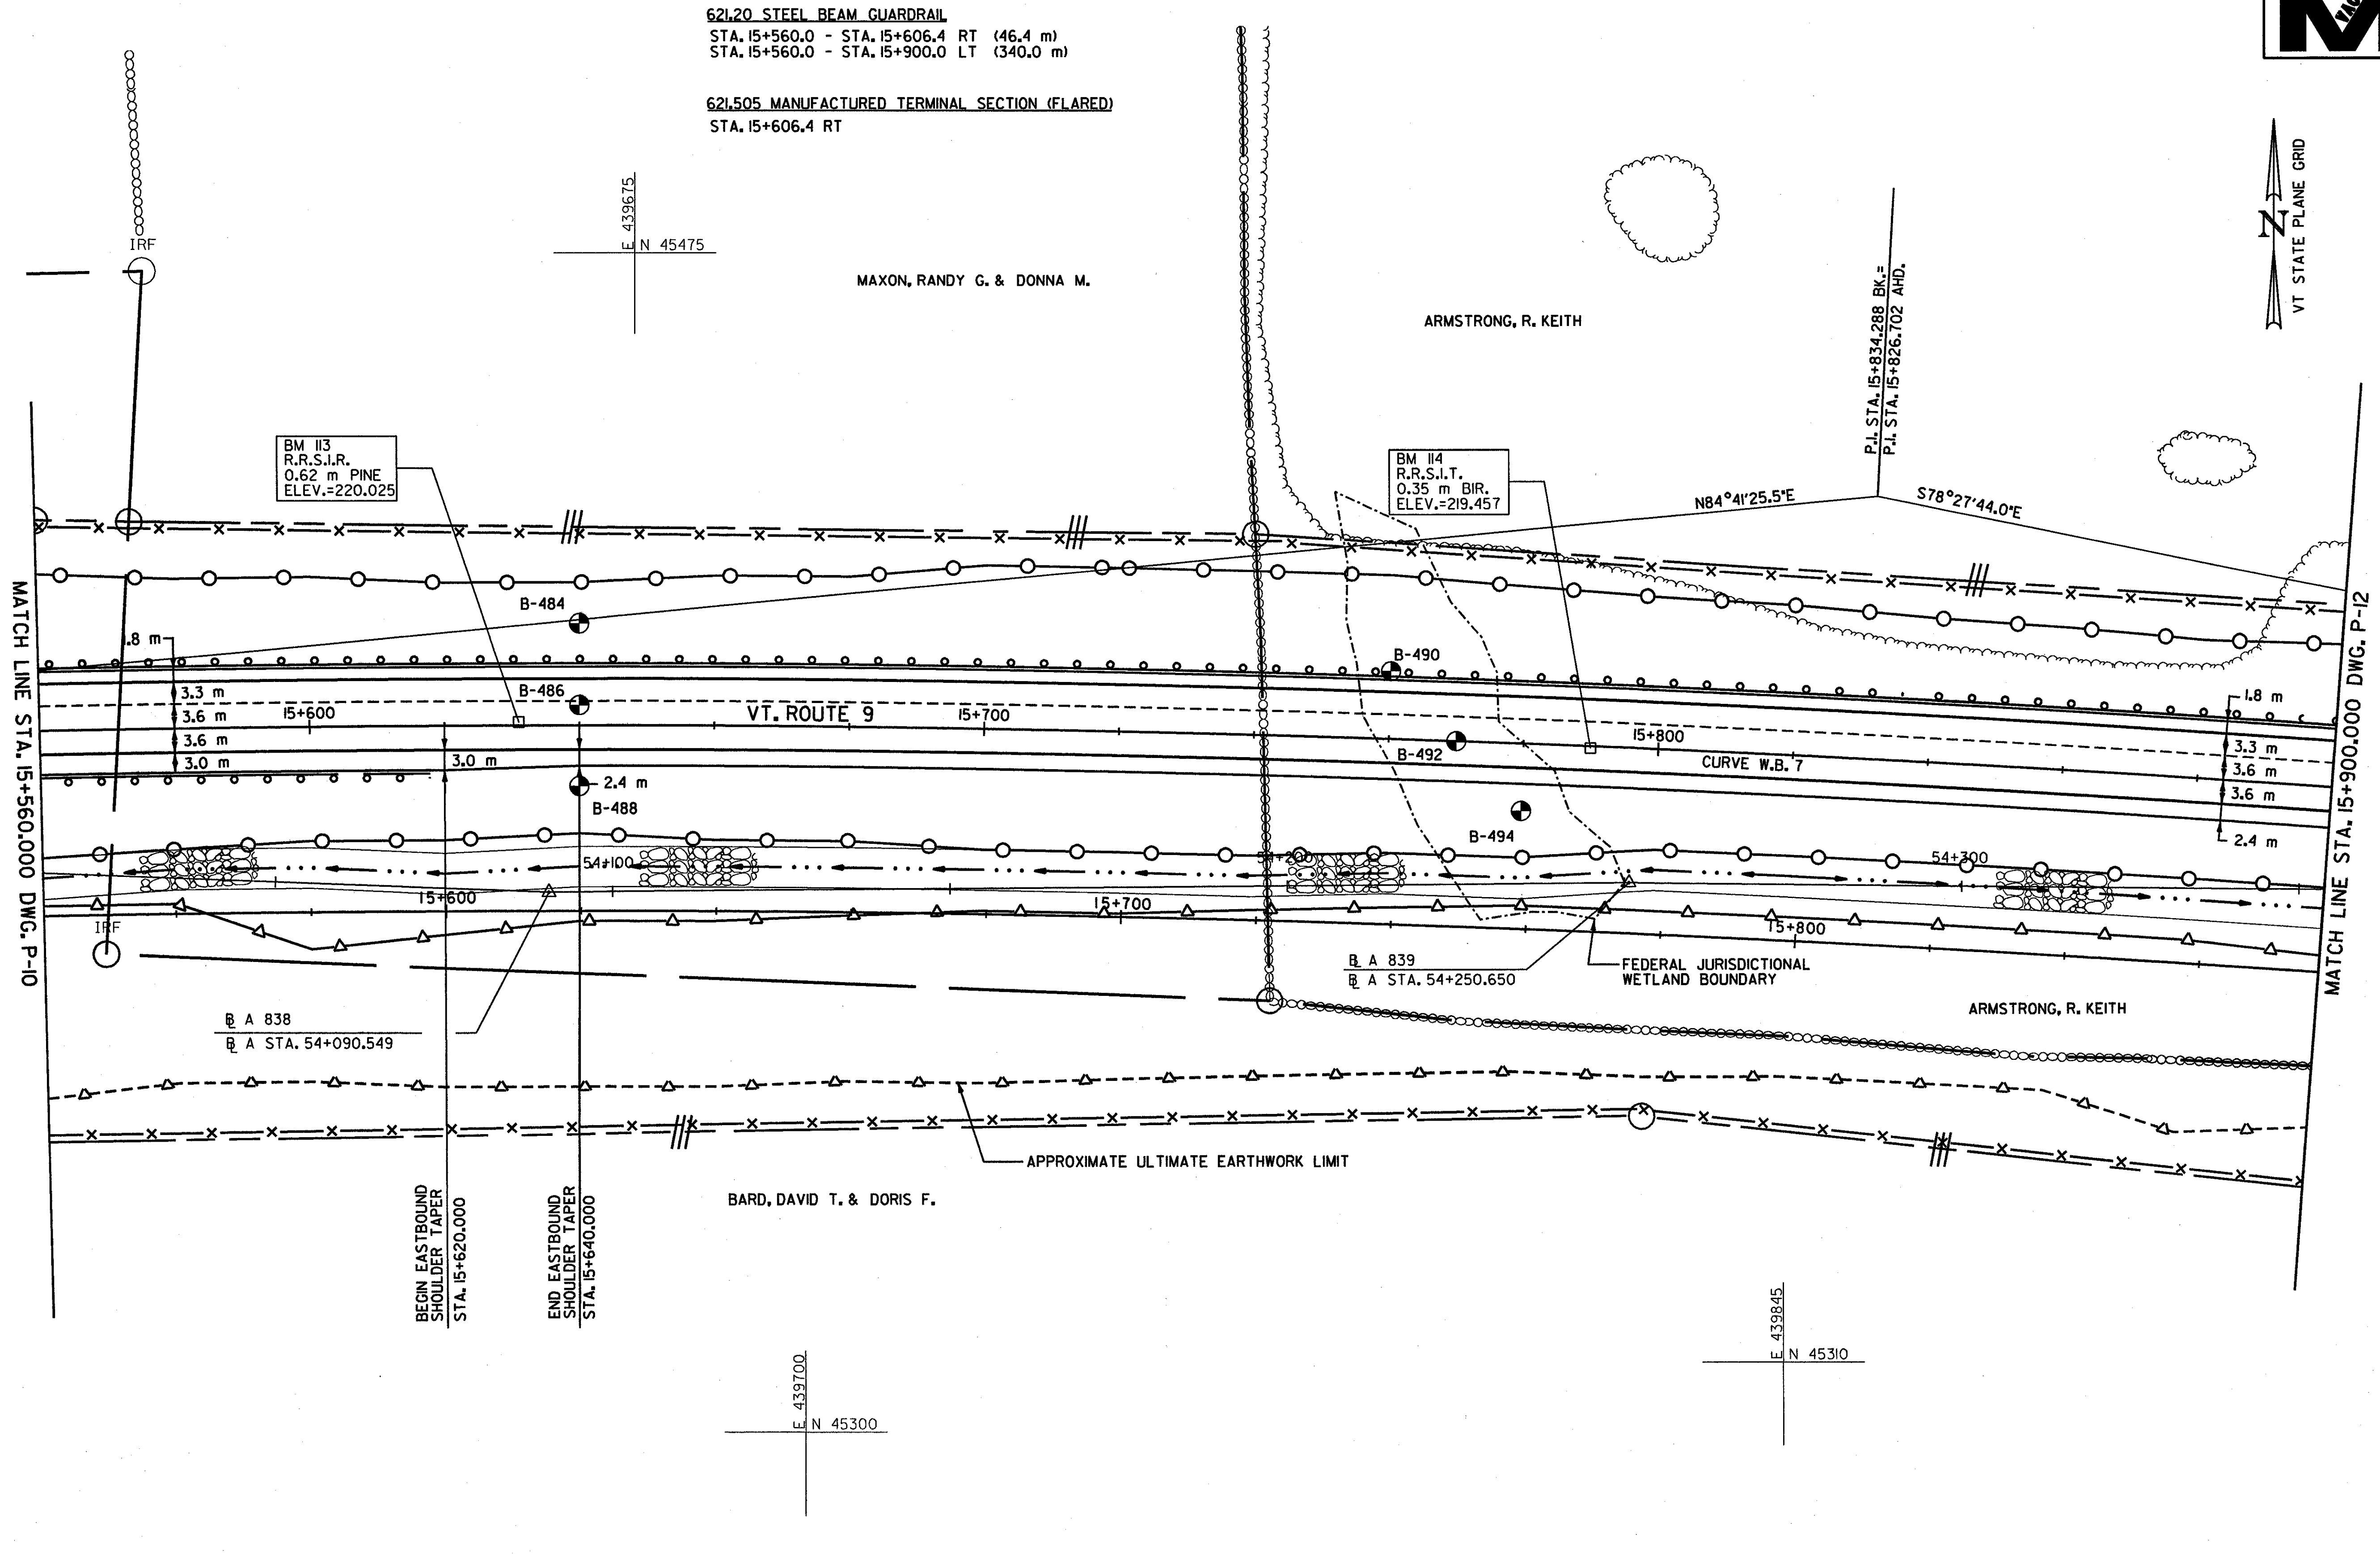 621.20 STEEL BEAM GUARDRAIL
STA. 15+560.0 - STA. 15+606.4 RT (46.4 m)
STA. 15+560.0 - STA. 15+900.0 LT (340.0 m)
621.505 MANUFACTURED TERMINAL SECTION (FLARED)
STA. 15+606.4 RT
M
N
VT STATE PLANE GRID
IRF
E 439675
N 45475
MAXON, RANDY G. & DONNA M.
ARMSTRONG, R. KEITH
P.I. STA. 15+834.288 BK.=
P.I. STA. 15+826.702 AHD.
BM 113
R.R.S.I.R.
0.62 m PINE
ELEV.=220.025
BM 114
R.R.S.I.T.
0.35 m BIR.
ELEV.=219.457
N84°41'25.5"E
S78°27'44.0"E
MATCH LINE STA. 15+560.000 DWG. P-10
MATCH LINE STA. 15+900.000 DWG. P-12
B-484
1.8 m
B-490
3.3 m
B-486
1.8 m
3.6 m
15+600
VT. ROUTE 9
15+700
15+800
3.6 m
B-492
3.3 m
3.0 m
3.0 m
CURVE W.B. 7
3.6 m
2.4 m
3.6 m
B-488
B-494
2.4 m
54+100
54+200
54+300
15+600
15+700
15+800
IRF
BL A 839
BL A STA. 54+250.650
FEDERAL JURISDICTIONAL
WETLAND BOUNDARY
ARMSTRONG, R. KEITH
BL A 838
BL A STA. 54+090.549
APPROXIMATE ULTIMATE EARTHWORK LIMIT
BARD, DAVID T. & DORIS F.
BEGIN EASTBOUND
SHOULDER TAPER
STA. 15+620.000
END EASTBOUND
SHOULDER TAPER
STA. 15+640.000
E 439845
N 45310
E 439700
N 45300